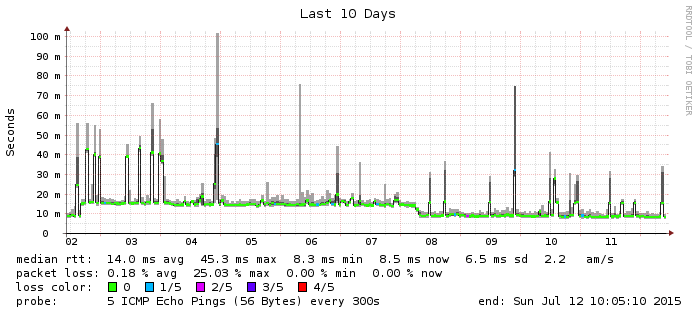 Last 10 Days
RRDTOOL / TOBI OETIKER
Seconds
100 m
90 m
80 m
70 m
60 m
50 m
40 m
30 m
20 m
10 m
0
02 03 04 05 06 07 08 09 10 11
median rtt: 14.0 ms avg 45.3 ms max 8.3 ms min 8.5 ms now 6.5 ms sd 2.2 am/s
packet loss: 0.18 % avg 25.03 % max 0.00 % min 0.00 % now
loss color: 0 1/5 2/5 3/5 4/5
probe: 5 ICMP Echo Pings (56 Bytes) every 300s end: Sun Jul 12 10:05:10 2015